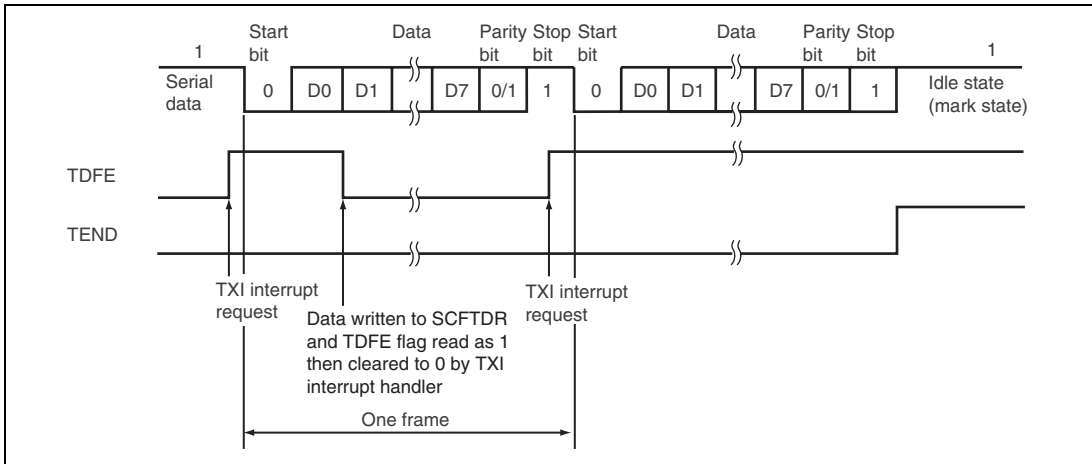 Start bit Data Parity bit Stop bit Start bit Data Parity bit Stop bit
1 1
Serial data 0 D0 D1 D7 0/1 1 0 D0 D1 D7 0/1 1 Idle state (mark state)
TDFE
TEND
TXI interrupt request
Data written to SCFTDR
and TDFE flag read as 1
then cleared to 0 by TXI
interrupt handler
TXI interrupt request
One frame